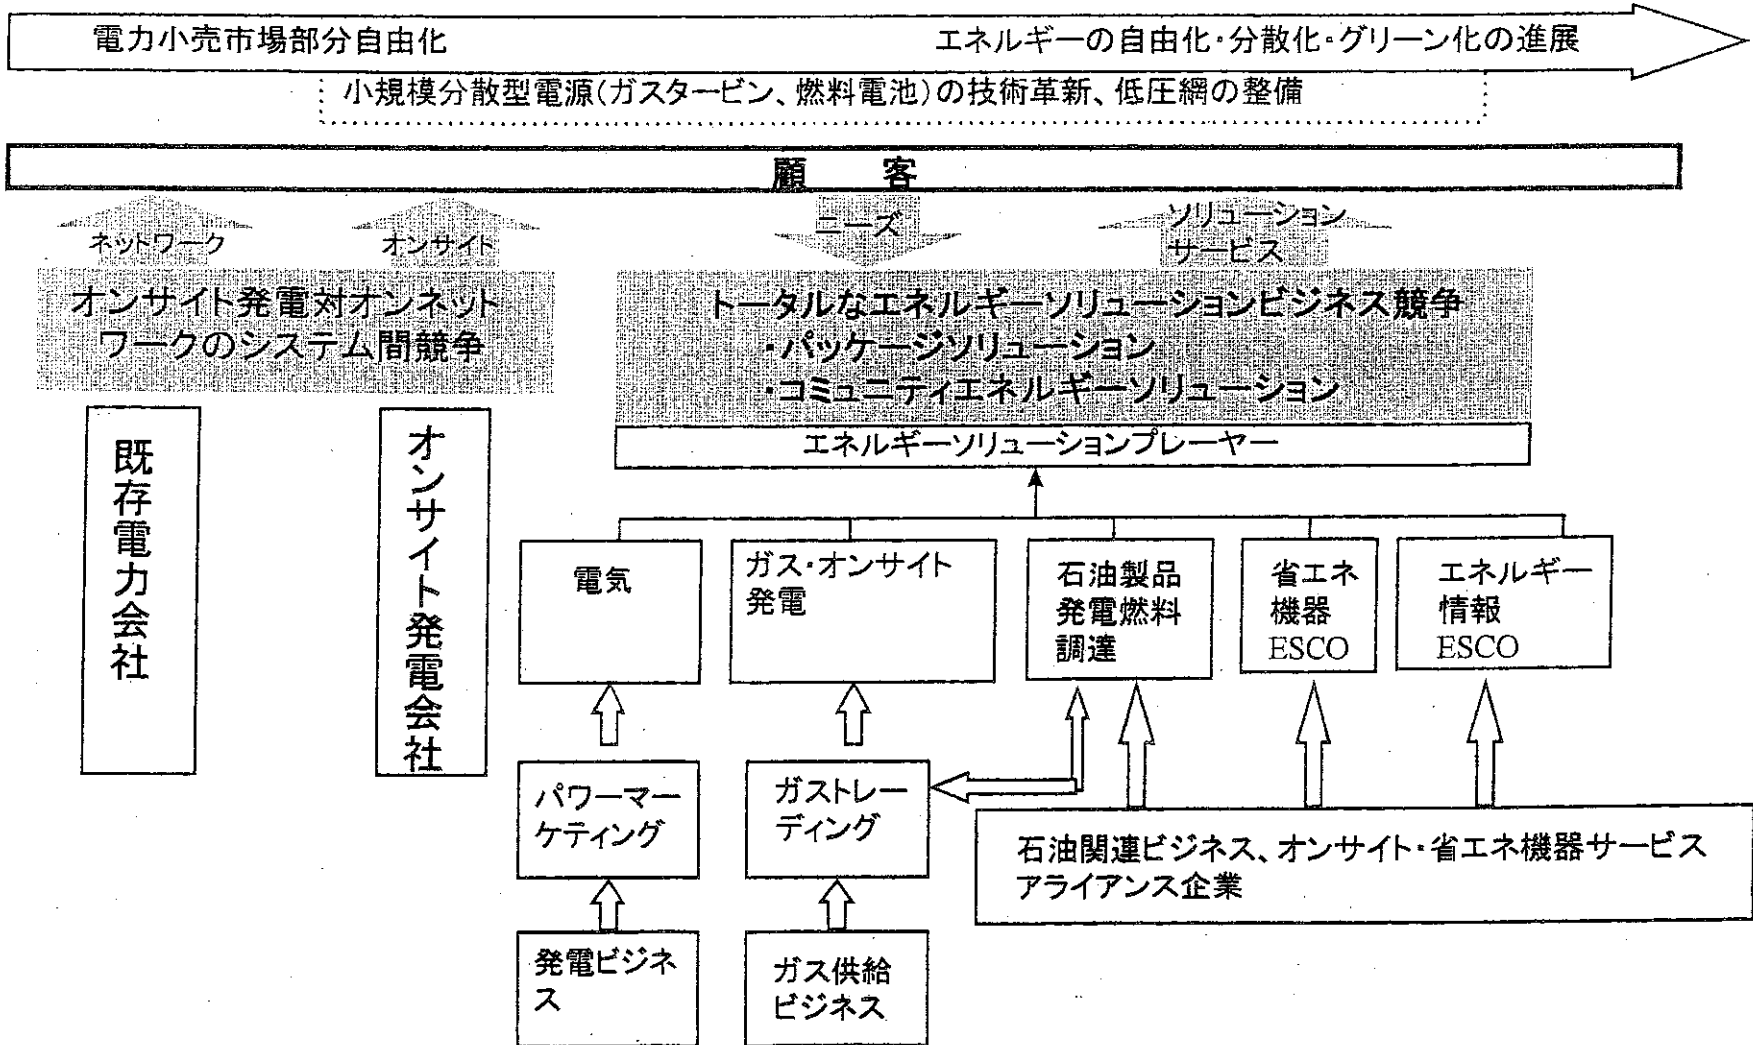 電力小売市場部分自由化
エネルギーの自由化・分散化・グリーン化の進展
小規模分散型電源(ガスタービン、燃料電池)の技術革新、低圧網の整備
顧　客
ネットワーク
オンサイト
ニーズ
ソリューション
サービス
オンサイト発電対オンネット
ワークのシステム間競争
トータルなエネルギーソリューションビジネス競争
・パッケージソリューション
・コミュニティエネルギーソリューション
エネルギーソリューションプレーヤー
既存電力会社
オンサイト発電会社
電気
ガス・オンサイト
発電
石油製品
発電燃料
調達
省エネ
機器
ESCO
エネルギー
情報
ESCO
パワーマー
ケティング
ガストレー
ディング
石油関連ビジネス、オンサイト・省エネ機器サービス
アライアンス企業
発電ビジネ
ス
ガス供給
ビジネス